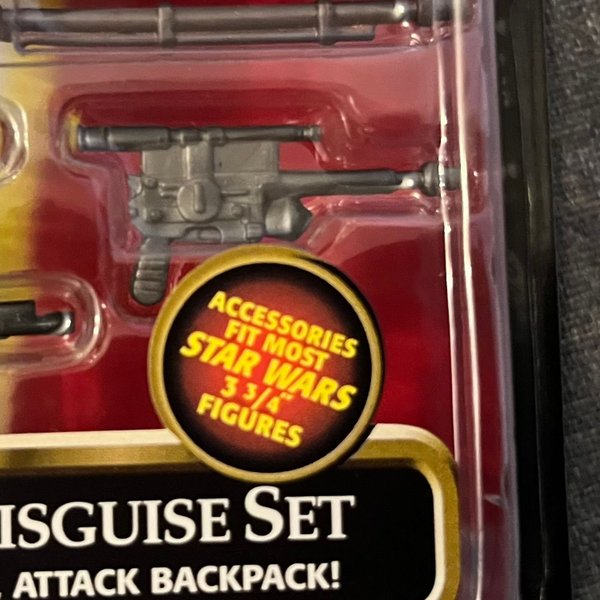 ACCESSORIES
FIT MOST
STAR WARS
3 3/4"
FIGURES
ISGUISE SET
ATTACK BACKPACK!